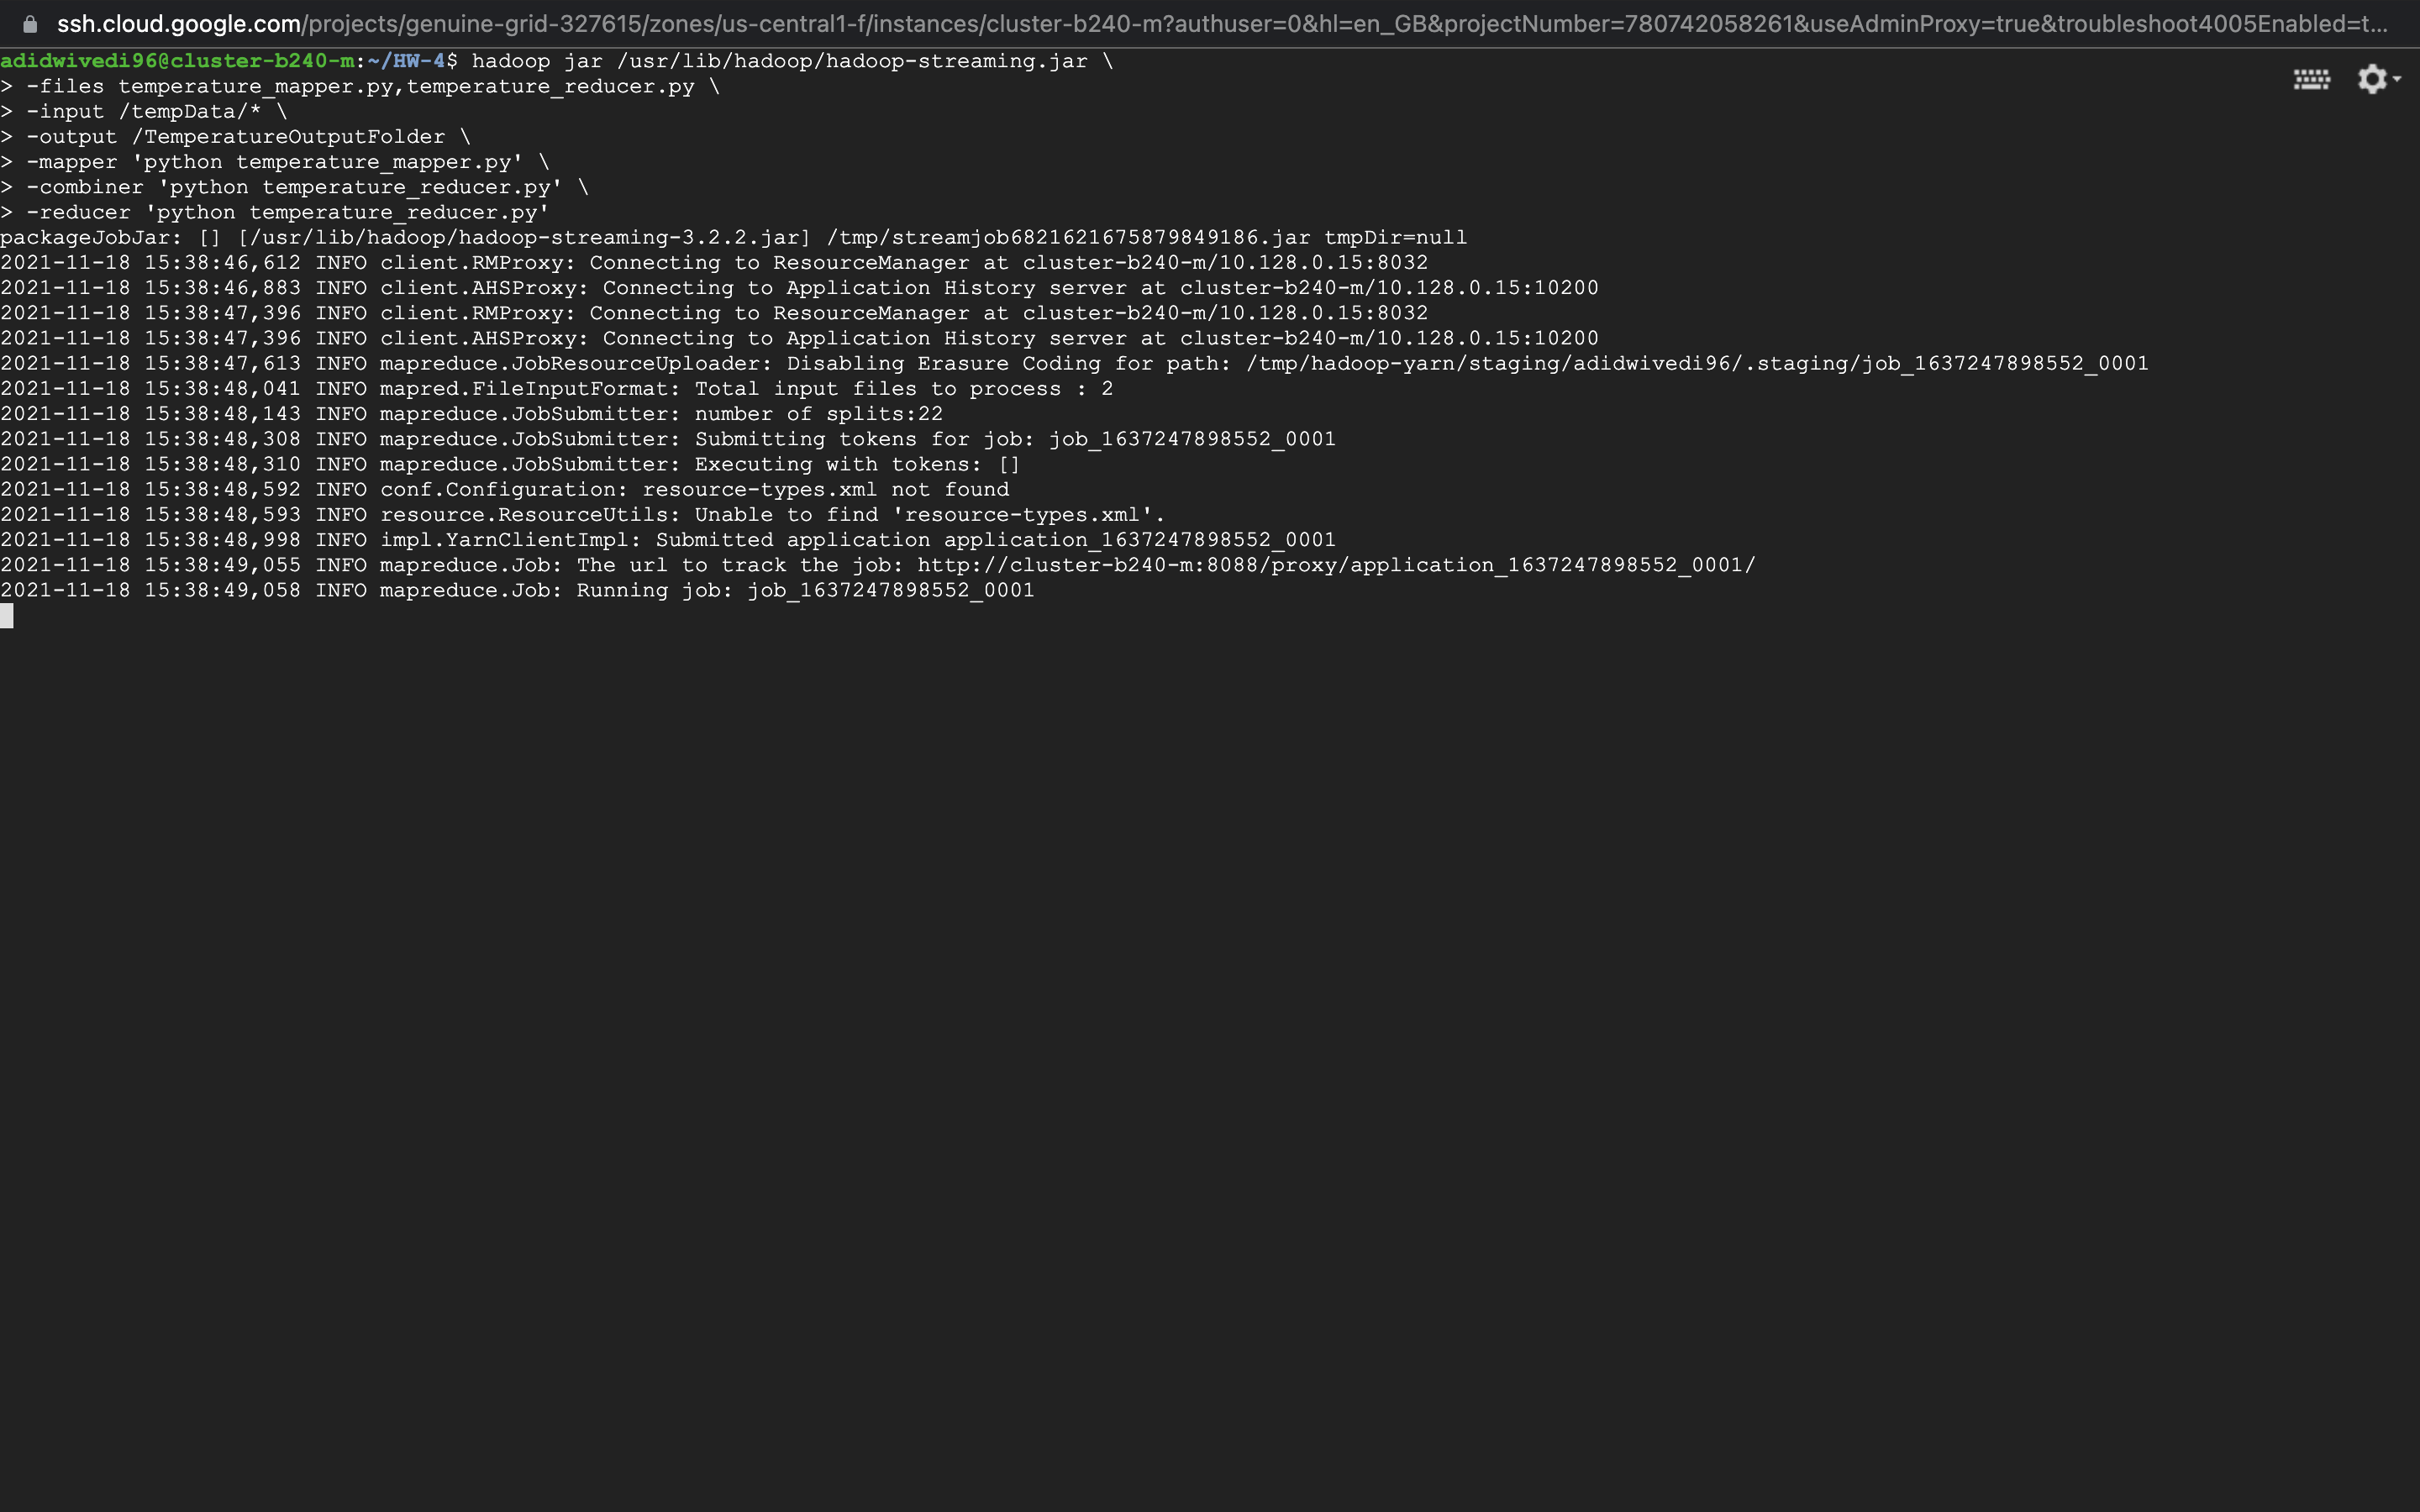 ssh.cloud.google.com/projects/genuine-grid-327615/zones/us-central1-f/instances/cluster-b240-m?authuser=0&hl=en_GB&projectNumber=780742058261&useAdminProxy=true&troubleshoot4005Enabled=t...
adidwivedi96@cluster-b240-m:~/HW-4$ hadoop jar /usr/lib/hadoop/hadoop-streaming.jar \
> -files temperature_mapper.py,temperature_reducer.py \
> -input /tempData/* \
> -output /TemperatureOutputFolder \
> -mapper 'python temperature_mapper.py' \
> -combiner 'python temperature_reducer.py' \
> -reducer 'python temperature_reducer.py'
packageJobJar: [] [/usr/lib/hadoop/hadoop-streaming-3.2.2.jar] /tmp/streamjob6821621675879849186.jar tmpDir=null
2021-11-18 15:38:46,612 INFO client.RMProxy: Connecting to ResourceManager at cluster-b240-m/10.128.0.15:8032
2021-11-18 15:38:46,883 INFO client.AHSProxy: Connecting to Application History server at cluster-b240-m/10.128.0.15:10200
2021-11-18 15:38:47,396 INFO client.RMProxy: Connecting to ResourceManager at cluster-b240-m/10.128.0.15:8032
2021-11-18 15:38:47,396 INFO client.AHSProxy: Connecting to Application History server at cluster-b240-m/10.128.0.15:10200
2021-11-18 15:38:47,613 INFO mapreduce.JobResourceUploader: Disabling Erasure Coding for path: /tmp/hadoop-yarn/staging/adidwivedi96/.staging/job_1637247898552_0001
2021-11-18 15:38:48,041 INFO mapred.FileInputFormat: Total input files to process : 2
2021-11-18 15:38:48,143 INFO mapreduce.JobSubmitter: number of splits:22
2021-11-18 15:38:48,308 INFO mapreduce.JobSubmitter: Submitting tokens for job: job_1637247898552_0001
2021-11-18 15:38:48,310 INFO mapreduce.JobSubmitter: Executing with tokens: []
2021-11-18 15:38:48,592 INFO conf.Configuration: resource-types.xml not found
2021-11-18 15:38:48,593 INFO resource.ResourceUtils: Unable to find 'resource-types.xml'.
2021-11-18 15:38:48,998 INFO impl.YarnClientImpl: Submitted application application_1637247898552_0001
2021-11-18 15:38:49,055 INFO mapreduce.Job: The url to track the job: http://cluster-b240-m:8088/proxy/application_1637247898552_0001/
2021-11-18 15:38:49,058 INFO mapreduce.Job: Running job: job_1637247898552_0001